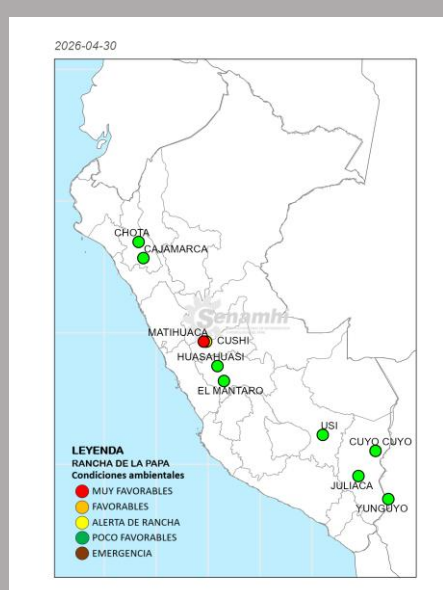 2026-04-30
CHOTA
CAJAMARCA
Senamhi
MATIHUACA
CUSHI
HUASAHUASI
EL MANTARO
USI
CUYO CUYO
JULIACA
YUNGUYO
LEYENDA
RANCHA DE LA PAPA
Condiciones ambientales
MUY FAVORABLES
FAVORABLES
ALERTA DE RANCHA
POCO FAVORABLES
EMERGENCIA